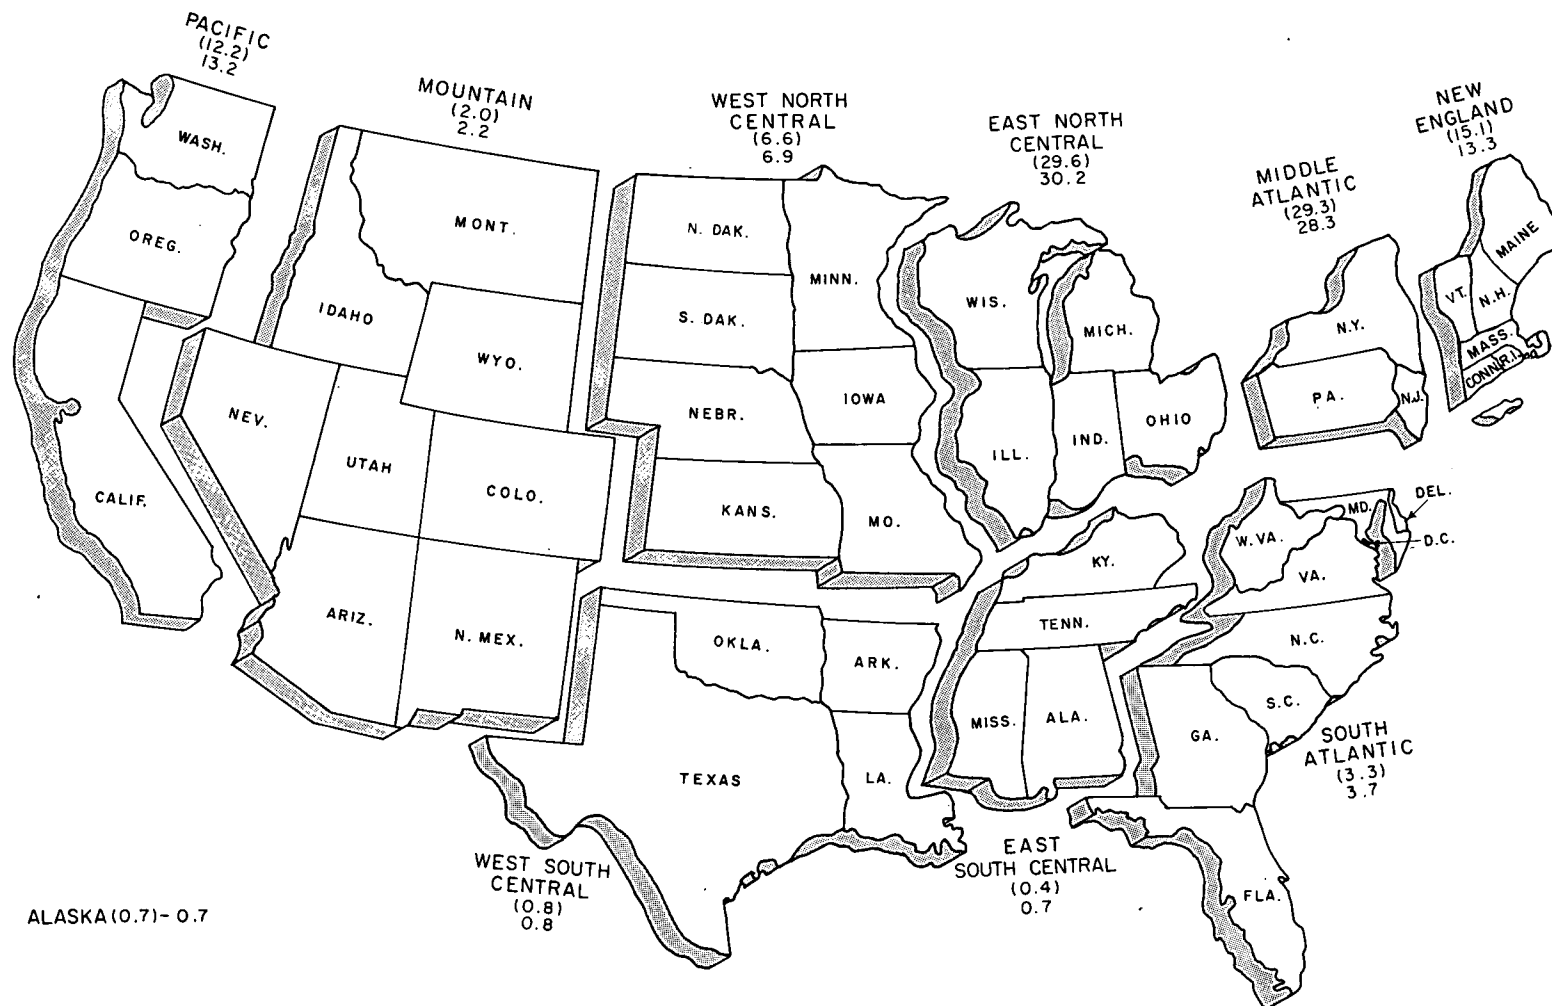 PACIFIC
(12.2)
13.2
MOUNTAIN
(2.0)
2.2
WEST NORTH
CENTRAL
(6.6)
6.9
EAST NORTH
CENTRAL
(29.6)
30.2
MIDDLE
ATLANTIC
(29.3)
28.3
NEW
ENGLAND
(15.1)
13.3
WASH.
OREG.
CALIF.
MONT.
IDAHO
WYO.
NEV.
UTAH
COLO.
ARIZ.
N. MEX.
N. DAK.
S. DAK.
NEBR.
KANS.
MINN.
IOWA
MO.
WIS.
MICH.
ILL.
IND.
OHIO
N.Y.
PA.
N.J.
MAINE
VT.
N.H.
MASS.
CONN.
R.I.
OKLA.
ARK.
TEXAS
LA.
KY.
TENN.
MISS.
ALA.
W. VA.
MD.
DEL.
D.C.
VA.
N.C.
S.C.
GA.
FLA.
SOUTH
ATLANTIC
(3.3)
3.7
EAST
SOUTH CENTRAL
(0.4)
0.7
WEST SOUTH
CENTRAL
(0.8)
0.8
ALASKA (0.7) - 0.7